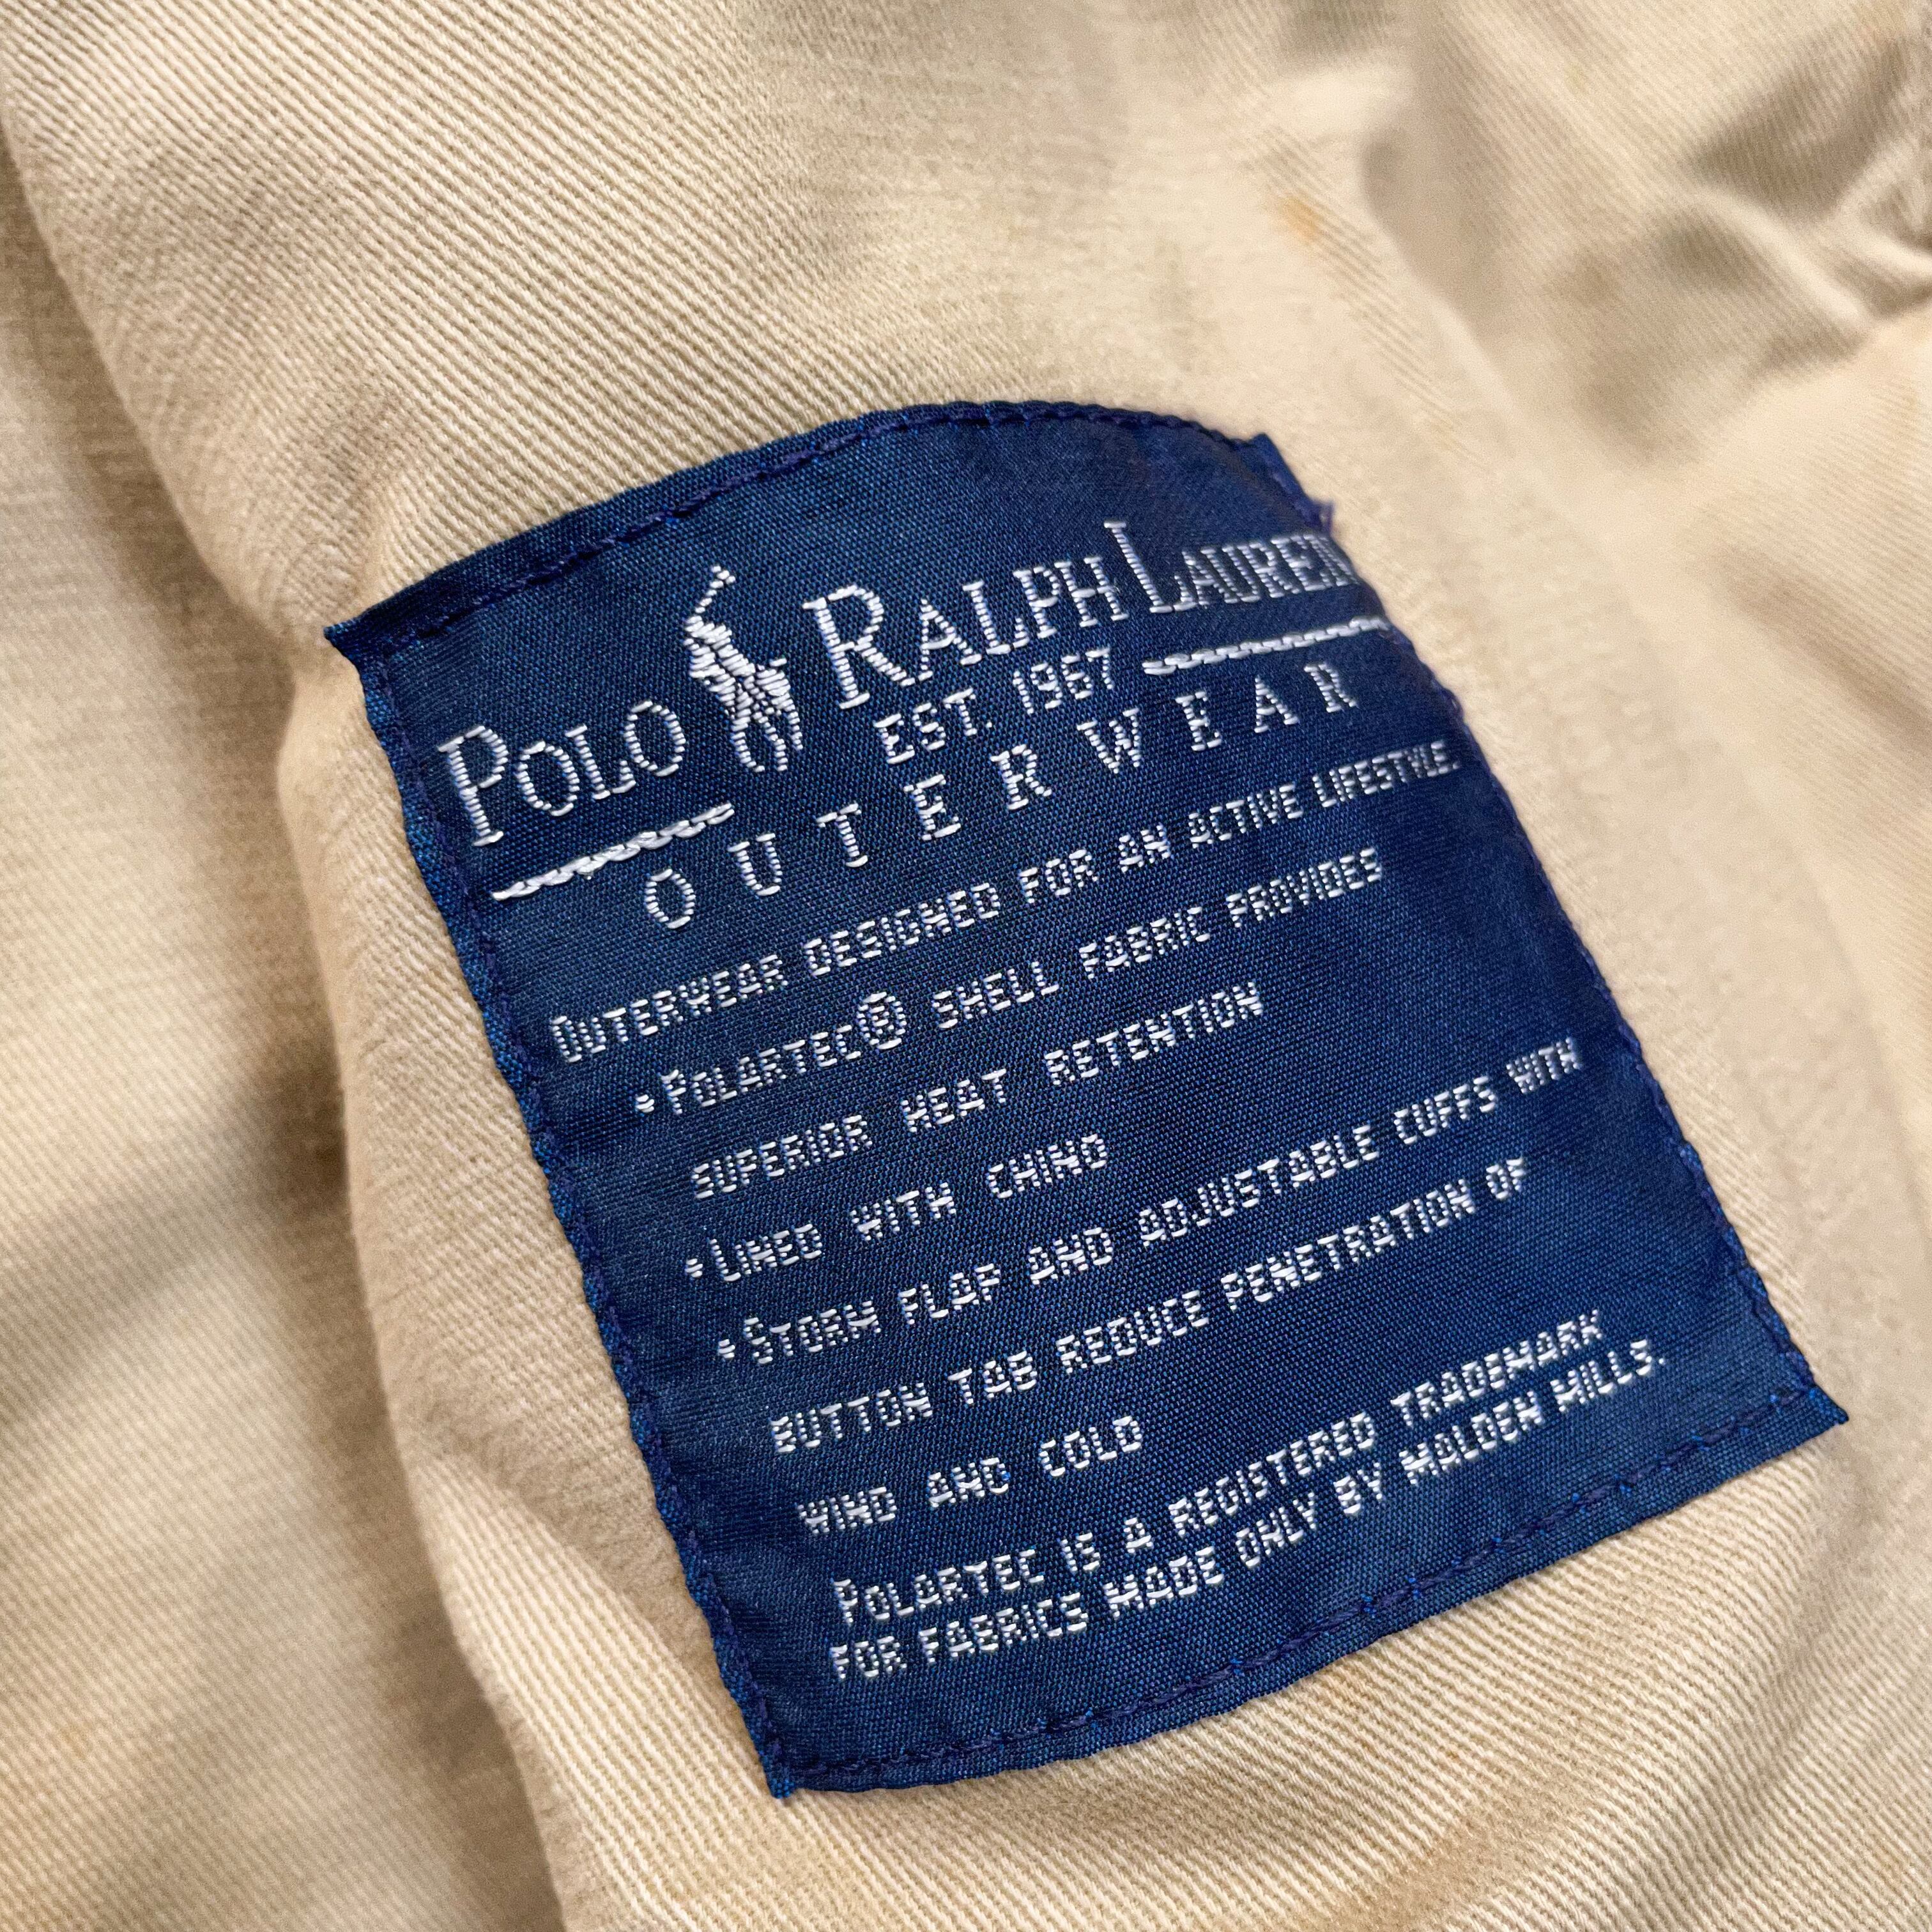 POLO RALPH LAUREN
EST. 1967
OUTERWEAR
OUTERWEAR DESIGNED FOR AN ACTIVE LIFESTYLE.
•POLARTEC® SHELL FABRIC PROVIDES
SUPERIOR HEAT RETENTION
•LINED WITH CHINO
•STORM FLAP AND ADJUSTABLE CUFFS WITH
BUTTON TAB REDUCE PENETRATION OF
WIND AND COLD
POLARTEC IS A REGISTERED TRADEMARK
FOR FABRICS MADE ONLY BY MALDEN MILLS.